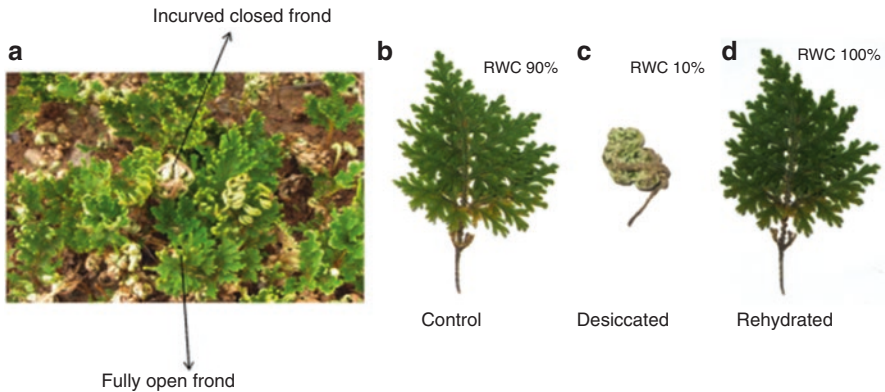 Incurved closed frond
a
b
RWC 90%
c
RWC 10%
d
RWC 100%
Control
Desiccated
Rehydrated
Fully open frond